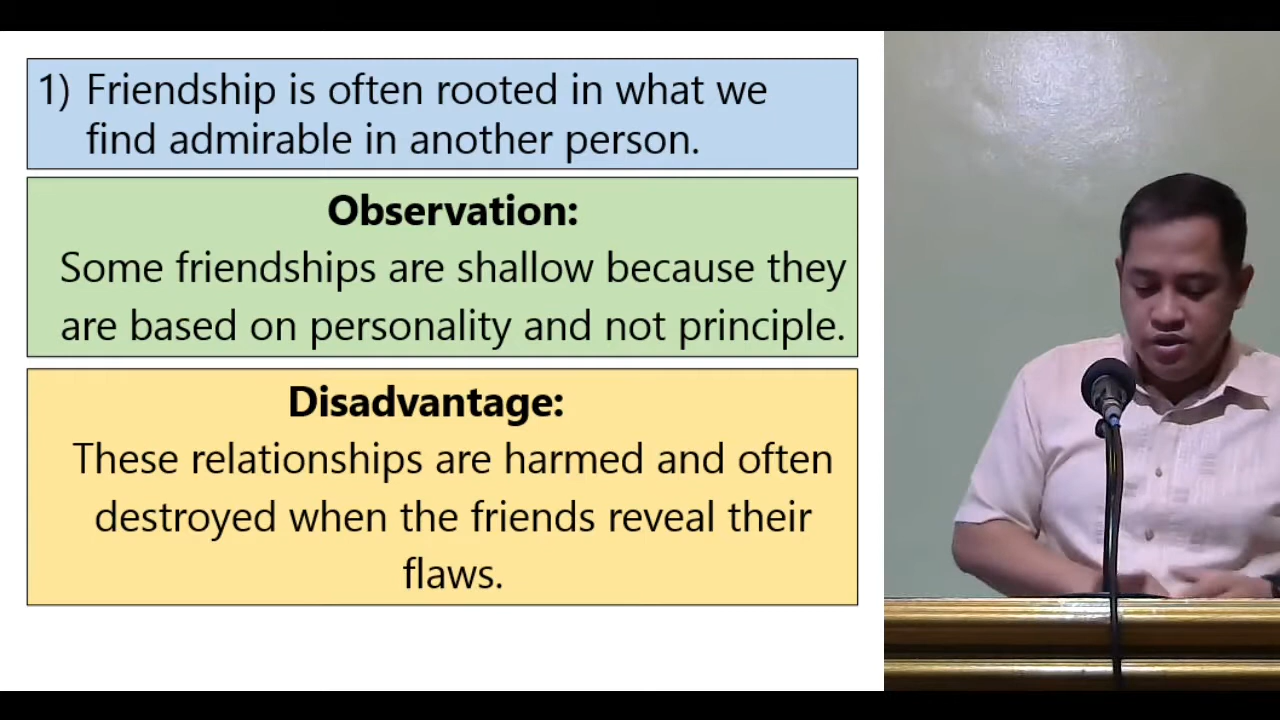 1) Friendship is often rooted in what we
find admirable in another person.
Observation:
Some friendships are shallow because they
are based on personality and not principle.
Disadvantage:
These relationships are harmed and often
destroyed when the friends reveal their
flaws.